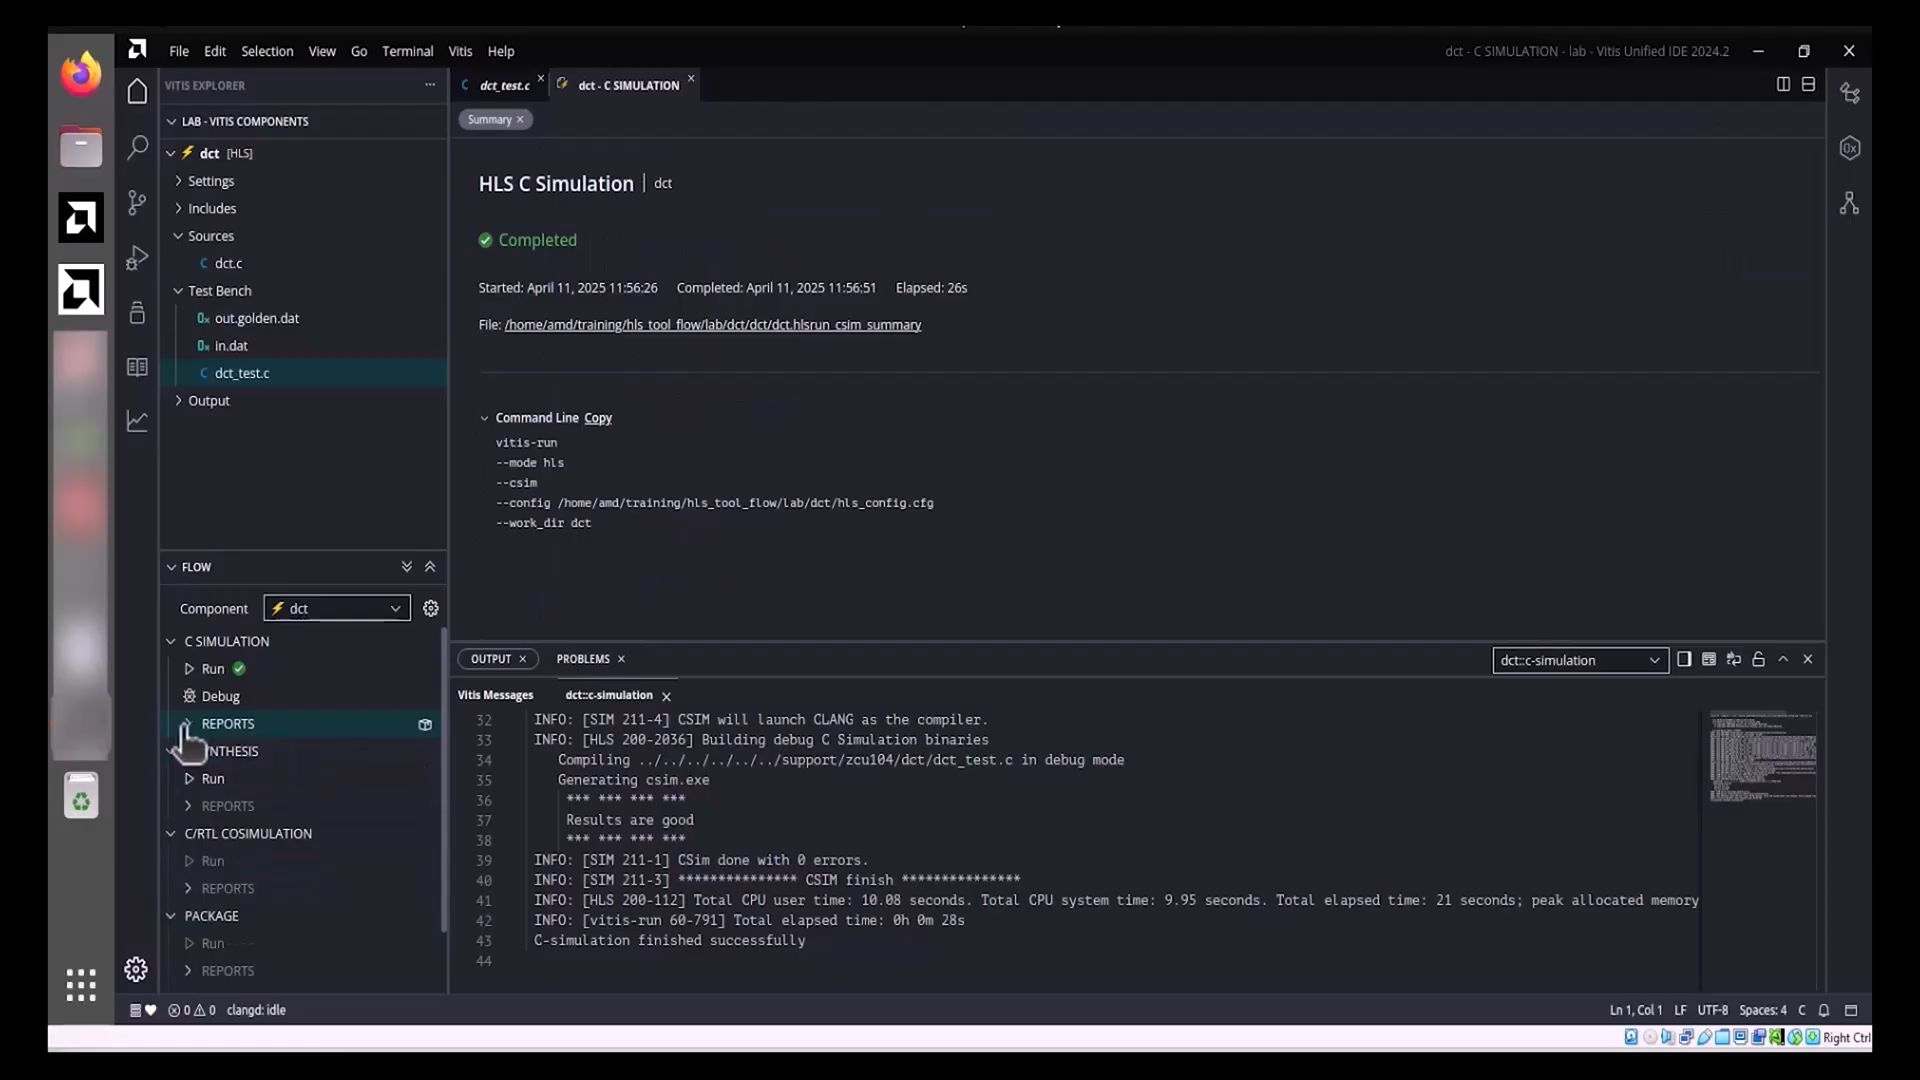 File Edit Selection View Go Terminal Vitis Help
dct - C SIMULATION - lab - Vitis Unified IDE 2024.2
VITIS EXPLORER
LAB - VITIS COMPONENTS
dct [HLS]
Settings
Includes
Sources
C dct.c
Test Bench
out.golden.dat
in.dat
C dct_test.c
Output
FLOW
Component dct
C SIMULATION
Run
Debug
REPORTS
NTHESIS
Run
REPORTS
C/RTL COSIMULATION
Run
REPORTS
PACKAGE
Run
REPORTS
C dct_test.c
dct - C SIMULATION
Summary
HLS C Simulation | dct
Completed
Started: April 11, 2025 11:56:26 Completed: April 11, 2025 11:56:51 Elapsed: 26s
File: /home/amd/training/hls_tool_flow/lab/dct/dct/dct.hlsrun_csim_summary
Command Line Copy
vitis-run
--mode hls
--csim
--config /home/amd/training/hls_tool_flow/lab/dct/hls_config.cfg
--work_dir dct
OUTPUT PROBLEMS
dct::c-simulation
Vitis Messages dct::c-simulation
32 INFO: [SIM 211-4] CSIM will launch CLANG as the compiler.
33 INFO: [HLS 200-2036] Building debug C Simulation binaries
34 Compiling ../../../../../../support/zcu104/dct/dct_test.c in debug mode
35 Generating csim.exe
36 *** *** *** ***
37 Results are good
38 *** *** *** ***
39 INFO: [SIM 211-1] CSim done with 0 errors.
40 INFO: [SIM 211-3] *************** CSIM finish ***************
41 INFO: [HLS 200-112] Total CPU user time: 10.08 seconds. Total CPU system time: 9.95 seconds. Total elapsed time: 21 seconds; peak allocated memory
42 INFO: [vitis-run 60-791] Total elapsed time: 0h 0m 28s
43 C-simulation finished successfully
44
0 0 clangd: idle
Ln 1, Col 1 LF UTF-8 Spaces: 4 C
Right Ctrl